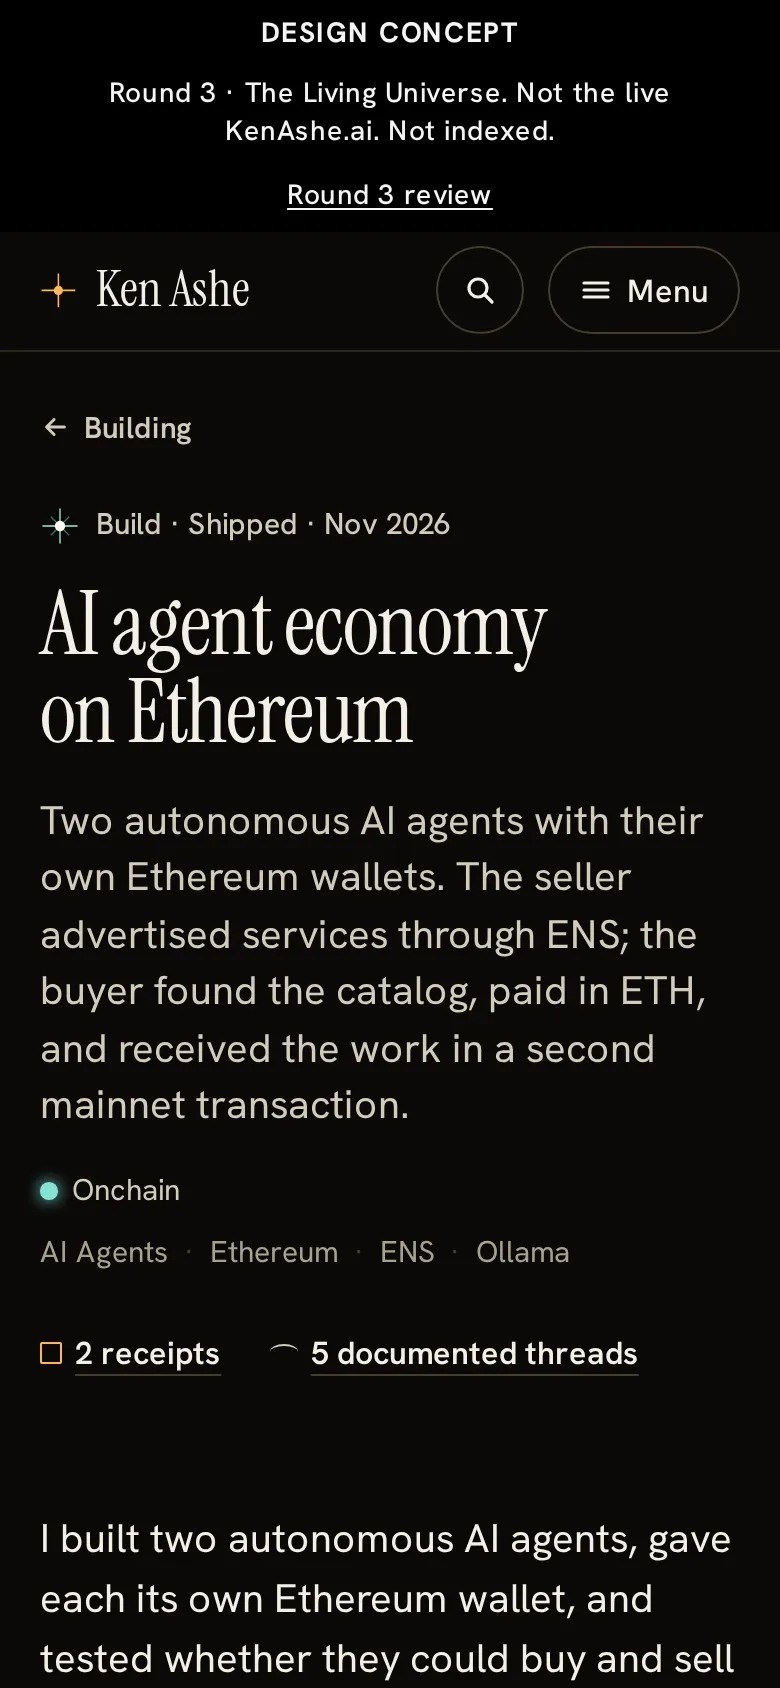 DESIGN CONCEPT
Round 3 · The Living Universe. Not the live
KenAshe.ai. Not indexed.
Round 3 review
Ken Ashe
Menu
← Building
Build · Shipped · Nov 2026
AI agent economy
on Ethereum
Two autonomous AI agents with their
own Ethereum wallets. The seller
advertised services through ENS; the
buyer found the catalog, paid in ETH,
and received the work in a second
mainnet transaction.
Onchain
AI Agents · Ethereum · ENS · Ollama
2 receipts
5 documented threads
I built two autonomous AI agents, gave
each its own Ethereum wallet, and
tested whether they could buy and sell